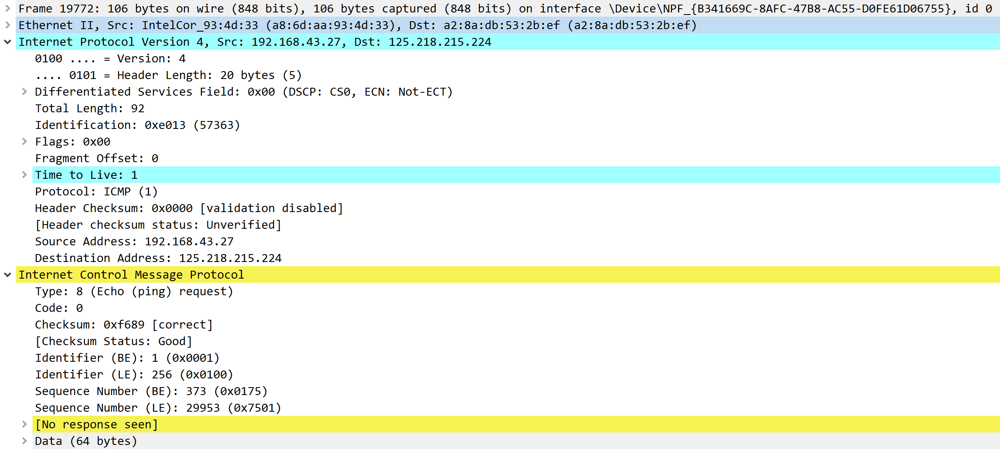 Frame 19772: 106 bytes on wire (848 bits), 106 bytes captured (848 bits) on interface \Device\NPF_{B341669C-8AFC-47B8-AC55-D0FE61D06755}, id 0
Ethernet II, Src: IntelCor_93:4d:33 (a8:6d:aa:93:4d:33), Dst: a2:8a:db:53:2b:ef (a2:8a:db:53:2b:ef)
Internet Protocol Version 4, Src: 192.168.43.27, Dst: 125.218.215.224
0100 .... = Version: 4
.... 0101 = Header Length: 20 bytes (5)
Differentiated Services Field: 0x00 (DSCP: CS0, ECN: Not-ECT)
Total Length: 92
Identification: 0xe013 (57363)
Flags: 0x00
Fragment Offset: 0
Time to Live: 1
Protocol: ICMP (1)
Header Checksum: 0x0000 [validation disabled]
[Header checksum status: Unverified]
Source Address: 192.168.43.27
Destination Address: 125.218.215.224
Internet Control Message Protocol
Type: 8 (Echo (ping) request)
Code: 0
Checksum: 0xf689 [correct]
[Checksum Status: Good]
Identifier (BE): 1 (0x0001)
Identifier (LE): 256 (0x0100)
Sequence Number (BE): 373 (0x0175)
Sequence Number (LE): 29953 (0x7501)
[No response seen]
Data (64 bytes)